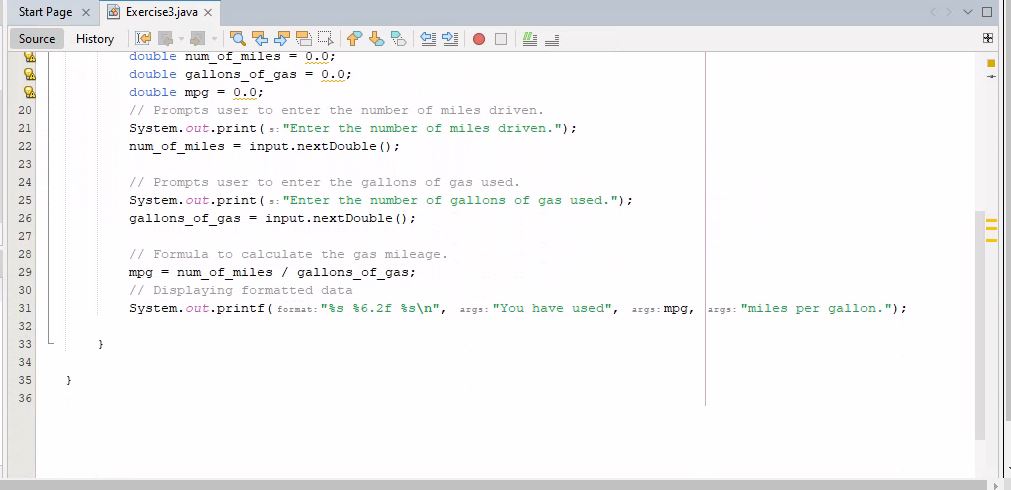 Start Page Exercise3.java
Source History
double num_of_miles = 0.0;
double gallons_of_gas = 0.0;
double mpg = 0.0;
20 // Prompts user to enter the number of miles driven.
21 System.out.print( s: "Enter the number of miles driven.");
22 num_of_miles = input.nextDouble();
23
24 // Prompts user to enter the gallons of gas used.
25 System.out.print( s: "Enter the number of gallons of gas used.");
26 gallons_of_gas = input.nextDouble();
27
28 // Formula to calculate the gas mileage.
29 mpg = num_of_miles / gallons_of_gas;
30 // Displaying formatted data
31 System.out.printf( format: "%s %6.2f %s\n", args: "You have used", args: mpg, args: "miles per gallon.");
32
33 }
34
35 }
36